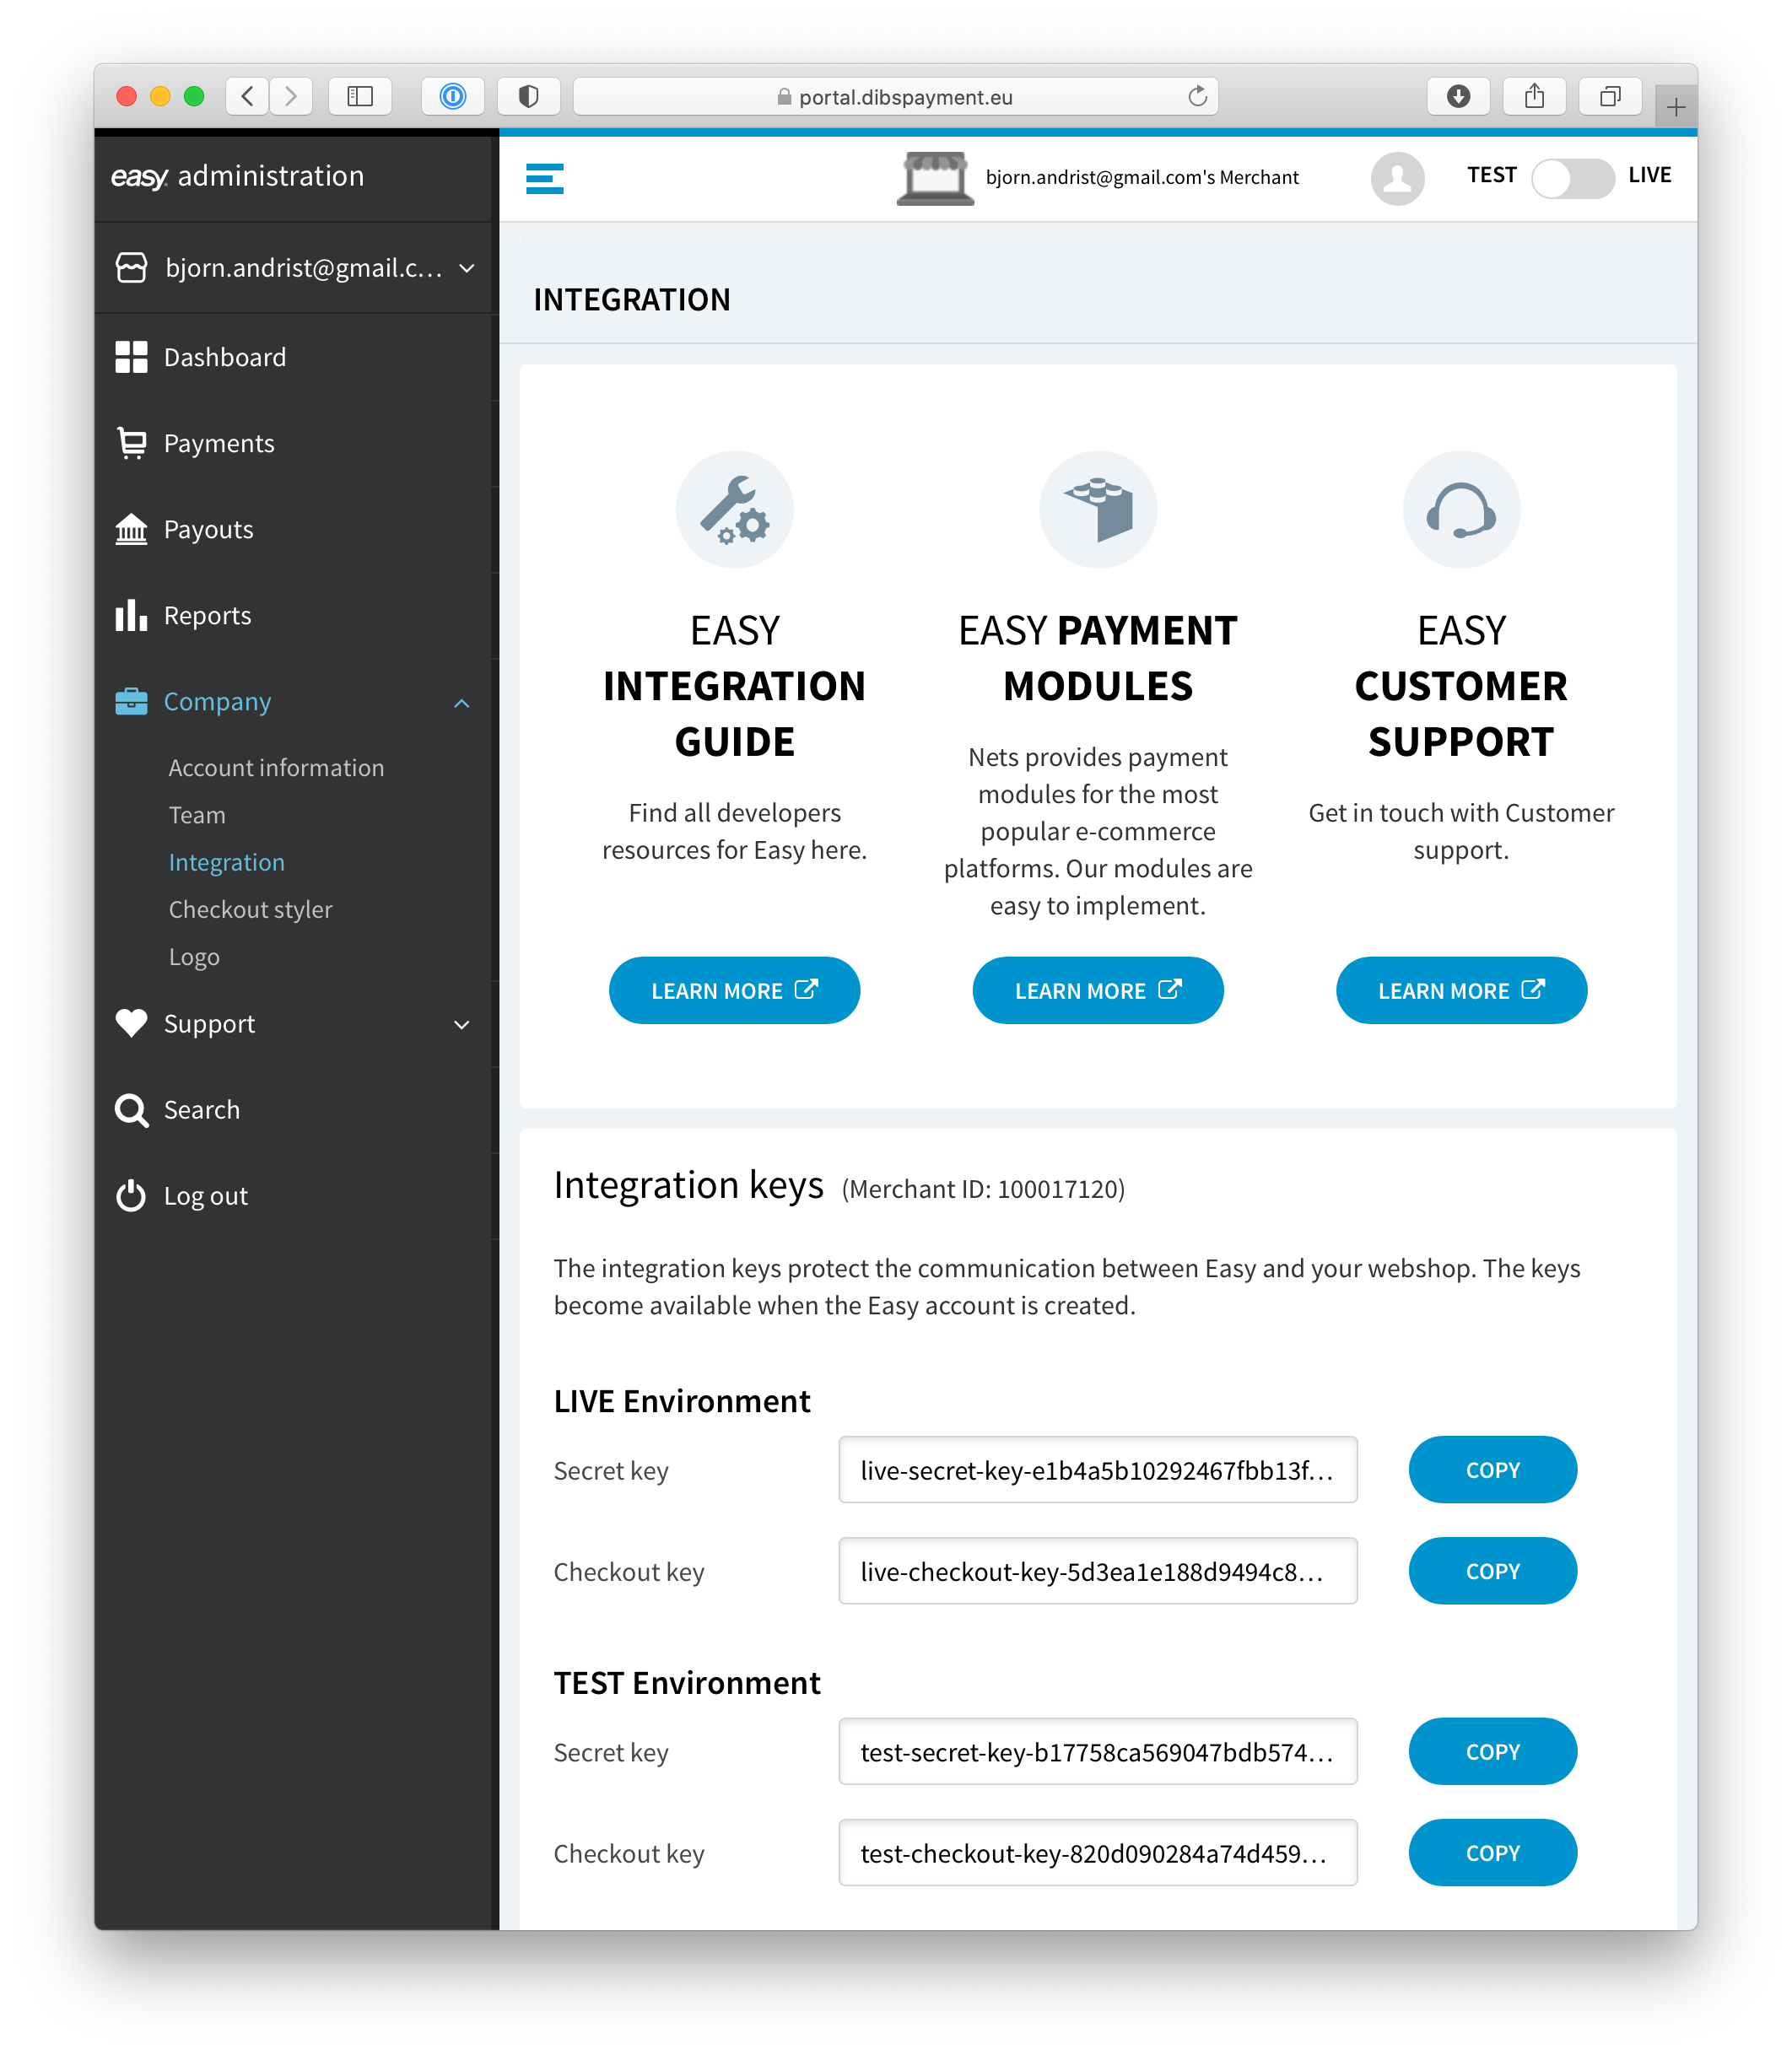 portal.dibspayment.eu
easy administration
bjorn.andrist@gmail.c...
Dashboard
Payments
Payouts
Reports
Company
Account information
Team
Integration
Checkout styler
Logo
Support
Search
Log out
bjorn.andrist@gmail.com's Merchant
TEST
LIVE
INTEGRATION
EASY
INTEGRATION
GUIDE
Find all developers
resources for Easy here.
LEARN MORE
EASY PAYMENT
MODULES
Nets provides payment
modules for the most
popular e-commerce
platforms. Our modules are
easy to implement.
LEARN MORE
EASY
CUSTOMER
SUPPORT
Get in touch with Customer
support.
LEARN MORE
Integration keys (Merchant ID: 100017120)
The integration keys protect the communication between Easy and your webshop. The keys
become available when the Easy account is created.
LIVE Environment
Secret key live-secret-key-e1b4a5b10292467fbb13f... COPY
Checkout key live-checkout-key-5d3ea1e188d9494c8... COPY
TEST Environment
Secret key test-secret-key-b17758ca569047bdb574... COPY
Checkout key test-checkout-key-820d090284a74d459... COPY